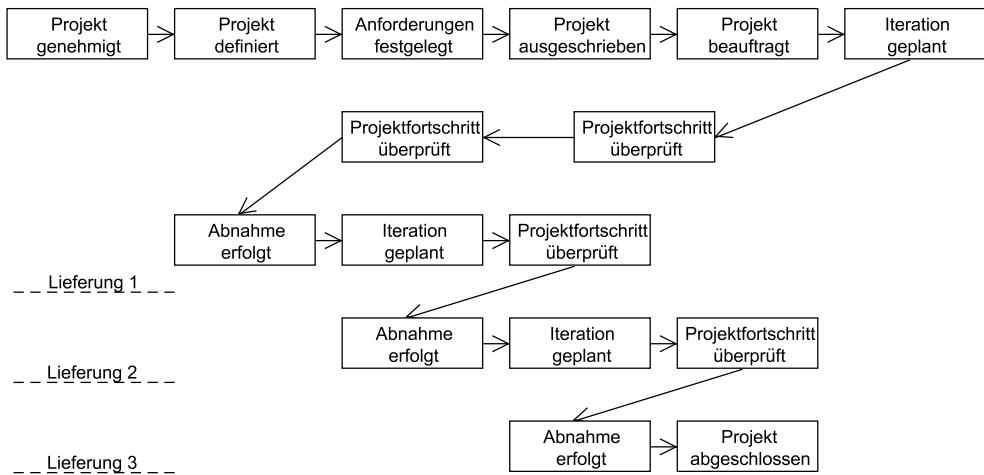 Projekt
genehmigt
Projekt
definiert
Anforderungen
festgelegt
Projekt
ausgeschrieben
Projekt
beauftragt
Iteration
geplant
Projektfortschritt
überprüft
Projektfortschritt
überprüft
Abnahme
erfolgt
Iteration
geplant
Projektfortschritt
überprüft
Lieferung 1
Abnahme
erfolgt
Iteration
geplant
Projektfortschritt
überprüft
Lieferung 2
Abnahme
erfolgt
Projekt
abgeschlossen
Lieferung 3